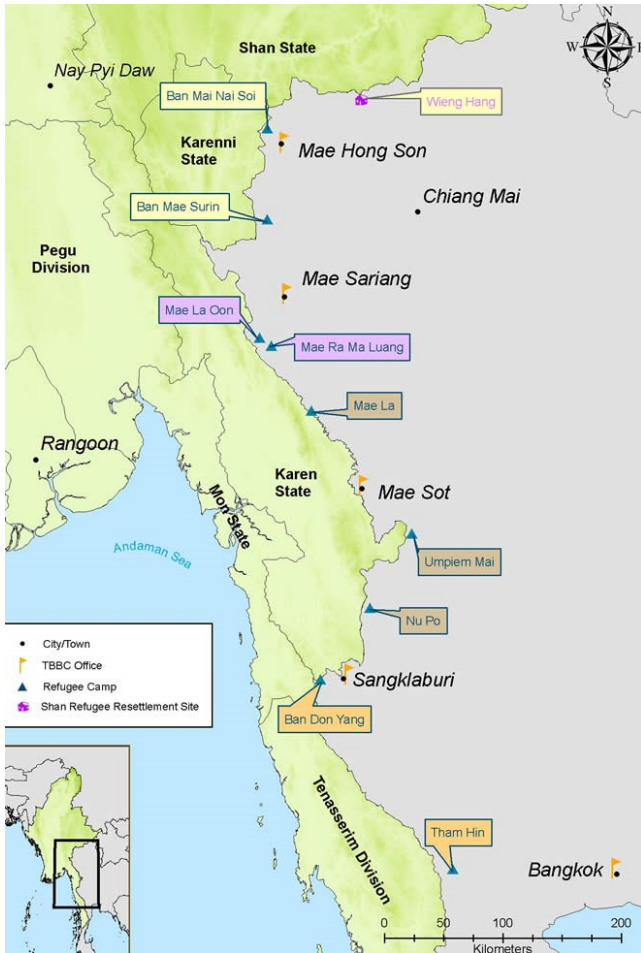 N
W
E
S
Shan State
Nay Pyi Daw
Ban Mai Nai Soi
Wieng Hang
Karenni
State
Mae Hong Son
Chiang Mai
Ban Mae Surin
Pegu
Division
Mae Sariang
Mae La Oon
Mae Ra Ma Luang
Mae La
Rangoon
Karen
State
Mae Sot
Mon State
Andaman Sea
Umpiem Mai
Nu Po
City/Town
TBBC Office
Refugee Camp
Shan Refugee Resettlement Site
Sangklaburi
Ban Don Yang
Tenasserim Division
Tham Hin
Bangkok
0 50 100 200
Kilometers